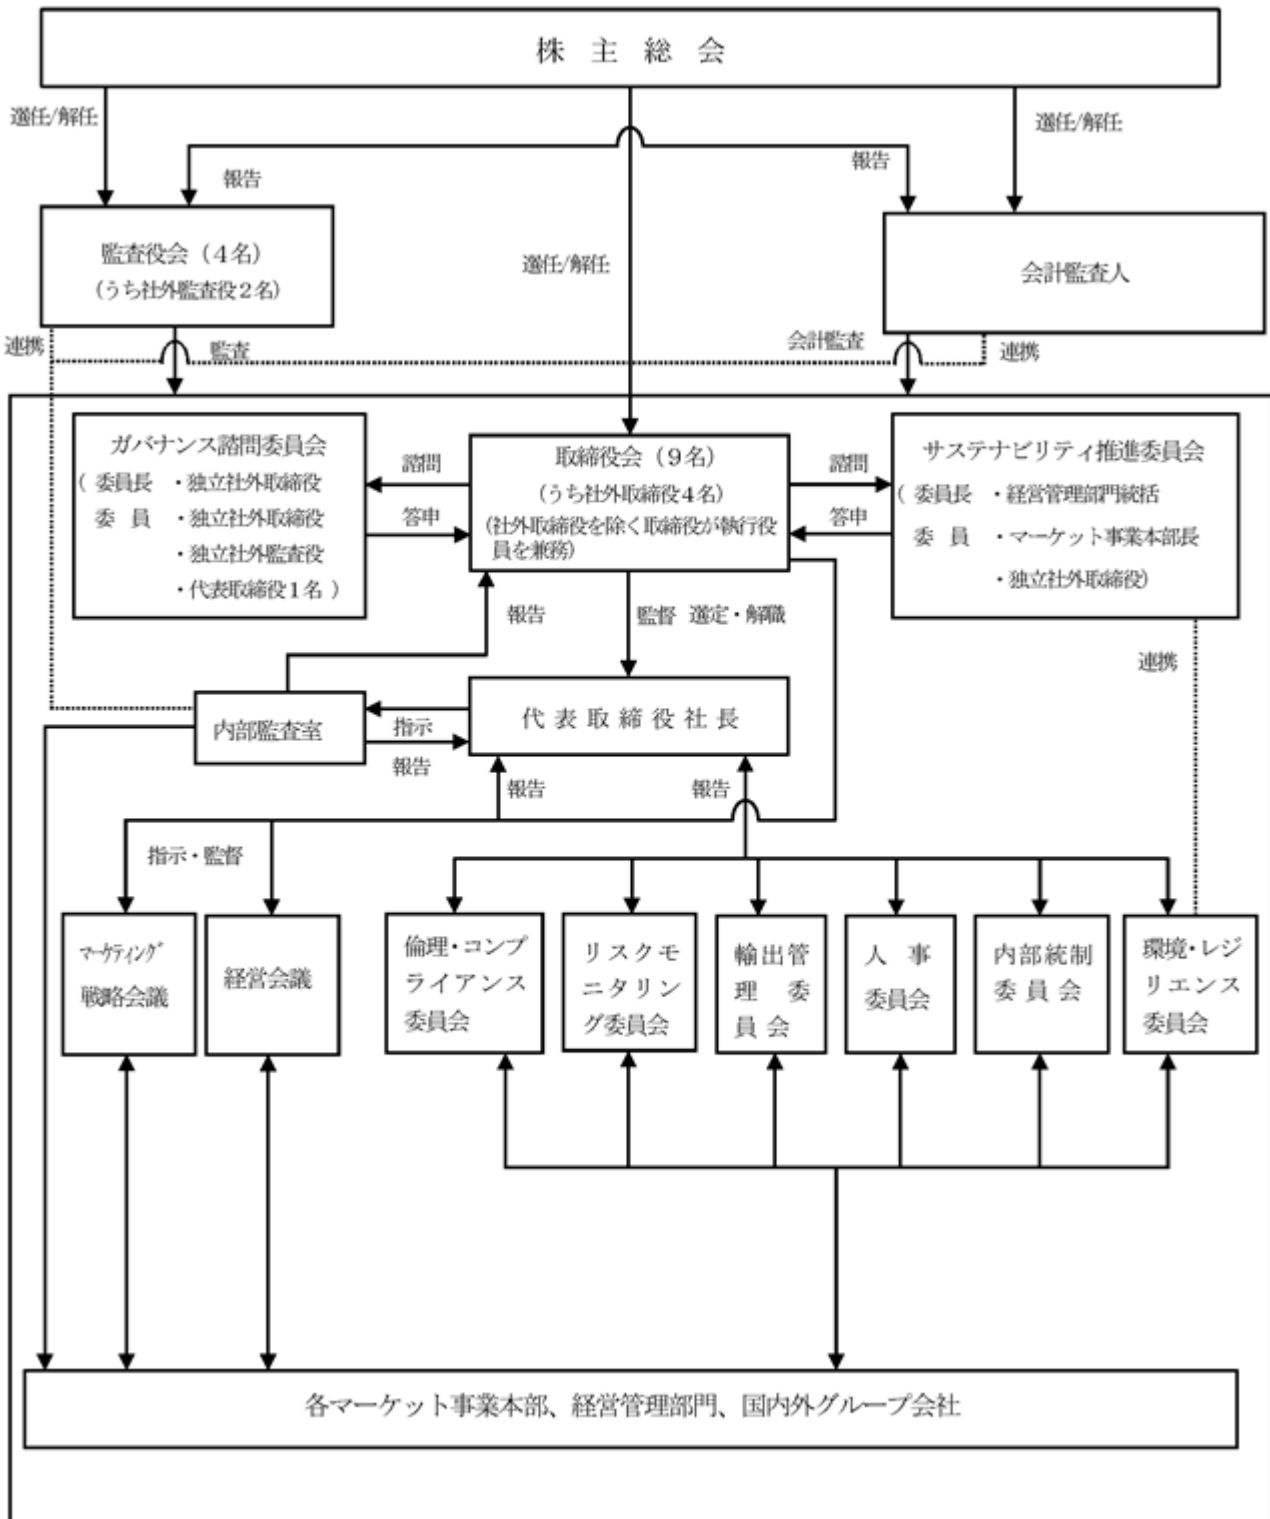 株主総会
選任/解任
選任/解任
報告
報告
監査役会（4名）
（うち社外監査役2名）
選任/解任
会計監査人
連携
監査
会計監査
連携
ガバナンス諮問委員会
（ 委員長 ・独立社外取締役
委 員 ・独立社外取締役
・独立社外監査役
・代表取締役1名 ）
諮問
答申
取締役会（9名）
（うち社外取締役4名）
（社外取締役を除く取締役が執行役
員を兼務）
諮問
答申
サステナビリティ推進委員会
（ 委員長 ・経営管理部門統括
委 員 ・マーケット事業本部長
・独立社外取締役）
報告
監督 選定・解職
連携
内部監査室
指示
報告
代表取締役社長
報告
報告
指示・監督
マーケティング
戦略会議
経営会議
倫理・コンプ
ライアンス
委員会
リスクモ
ニタリン
グ委員会
輸出管
理委
員会
人事
委員会
内部統制
委員会
環境・レジ
リエンス
委員会
各マーケット事業本部、経営管理部門、国内外グループ会社